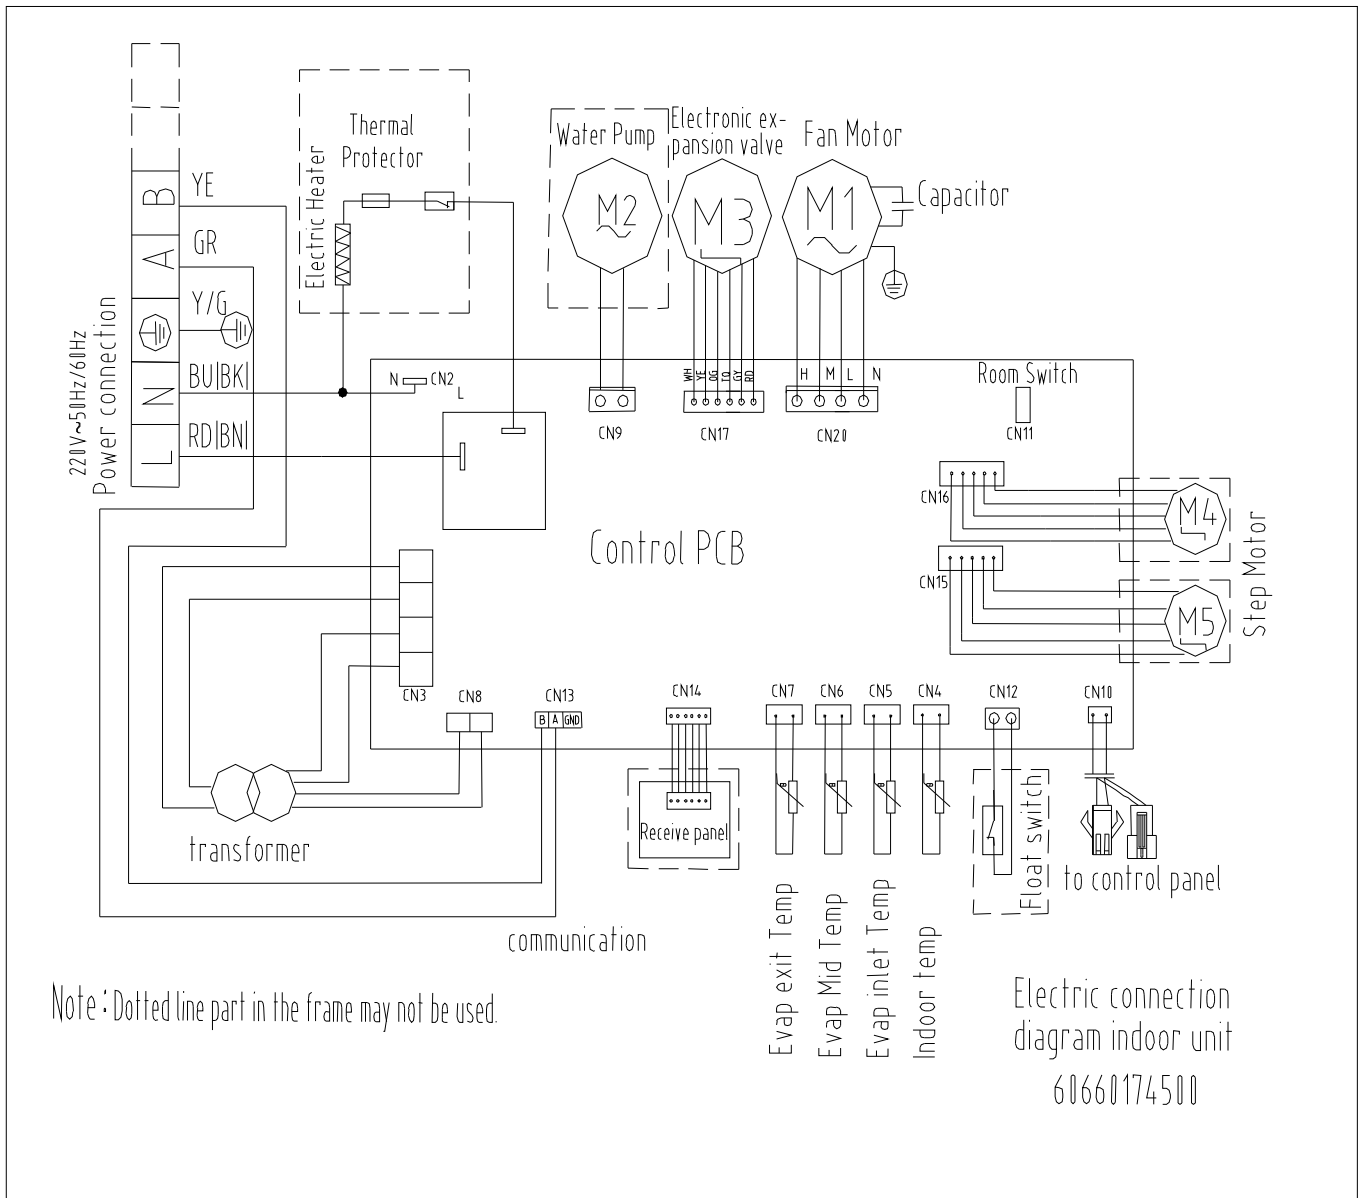 B
YE
A
GR
Y/G
N
BU|BK|
L
RD|BN|
220V~50Hz/60Hz
Power connection
Thermal
Protector
Electric Heater
Water Pump
M2
Electronic ex-
pansion valve
M3
Fan Motor
M1
Capacitor
N
CN2
L
CN9
WH
YE
OG
GY
RD
CN17
H
M
L
N
CN20
Room Switch
CN11
CN16
M4
CN15
M5
Step Motor
Control PCB
CN3
CN8
CN13
B
A
GND
CN14
CN7
CN6
CN5
CN4
CN12
CN10
transformer
Receive panel
Float switch
to control panel
communication
Evap exit Temp
Evap Mid Temp
Evap inlet Temp
Indoor temp
Note:Dotted line part in the frame may not be used.
Electric connection
diagram indoor unit
60660174500